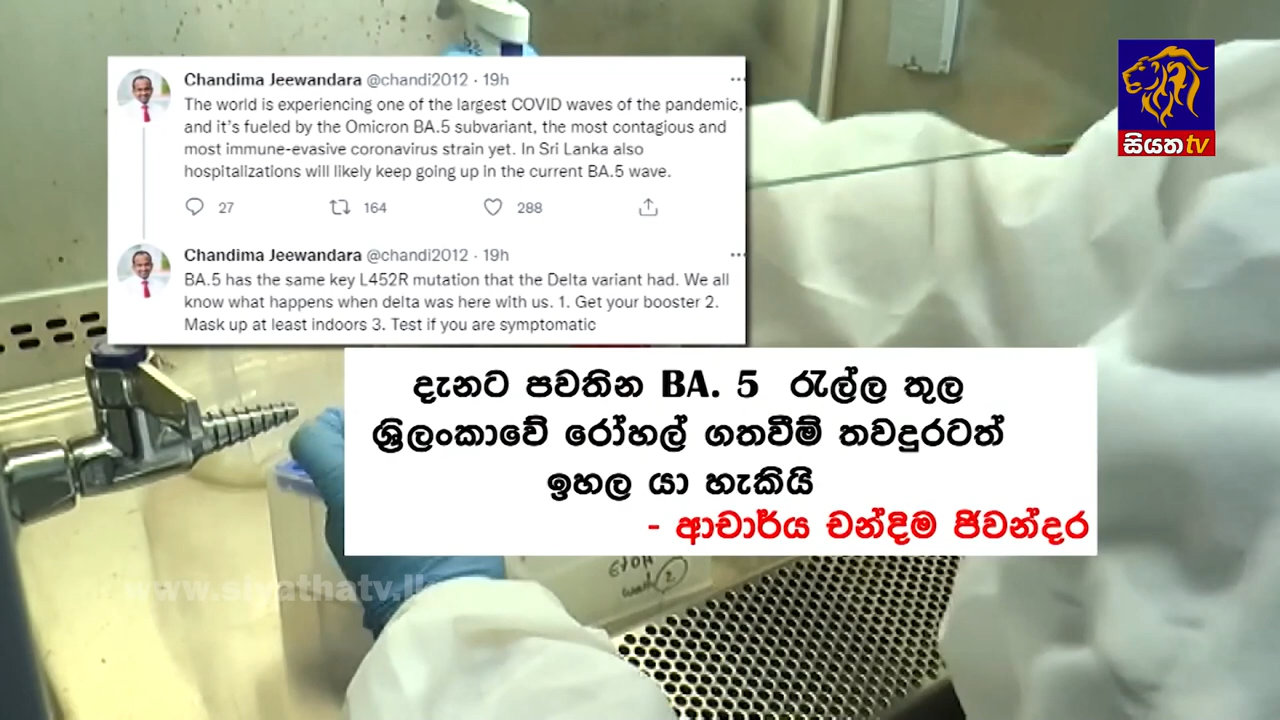 Chandima Jeewandara @chandi2012 · 19h
The world is experiencing one of the largest COVID waves of the pandemic,
and it's fueled by the Omicron BA.5 subvariant, the most contagious and
most immune-evasive coronavirus strain yet. In Sri Lanka also
hospitalizations will likely keep going up in the current BA.5 wave.
27 164 288
Chandima Jeewandara @chandi2012 · 19h
BA.5 has the same key L452R mutation that the Delta variant had. We all
know what happens when delta was here with us. 1. Get your booster 2.
Mask up at least indoors 3. Test if you are symptomatic
සියත tv
දැනට පවතින BA. 5 රැල්ල තුල
ශ්‍රිලංකාවේ රෝහල් ගතවීම් තවදුරටත්
ඉහල යා හැකියි
- ආචාර්ය චන්දිම ජීවන්දර
www.siyathatv.lk
EtOH
wash 2